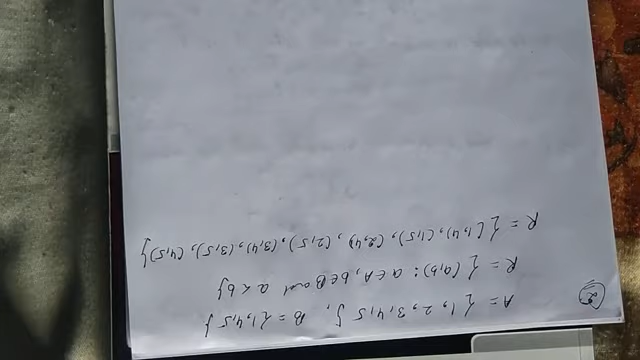 A = {1, 2, 3, 4, 5}, B = {1, 4, 5}
R = {(a,b): a ∈ A, b ∈ B and a < b}
R = {(1,4), (1,5), (2,4), (2,5), (3,4), (3,5), (4,5)}